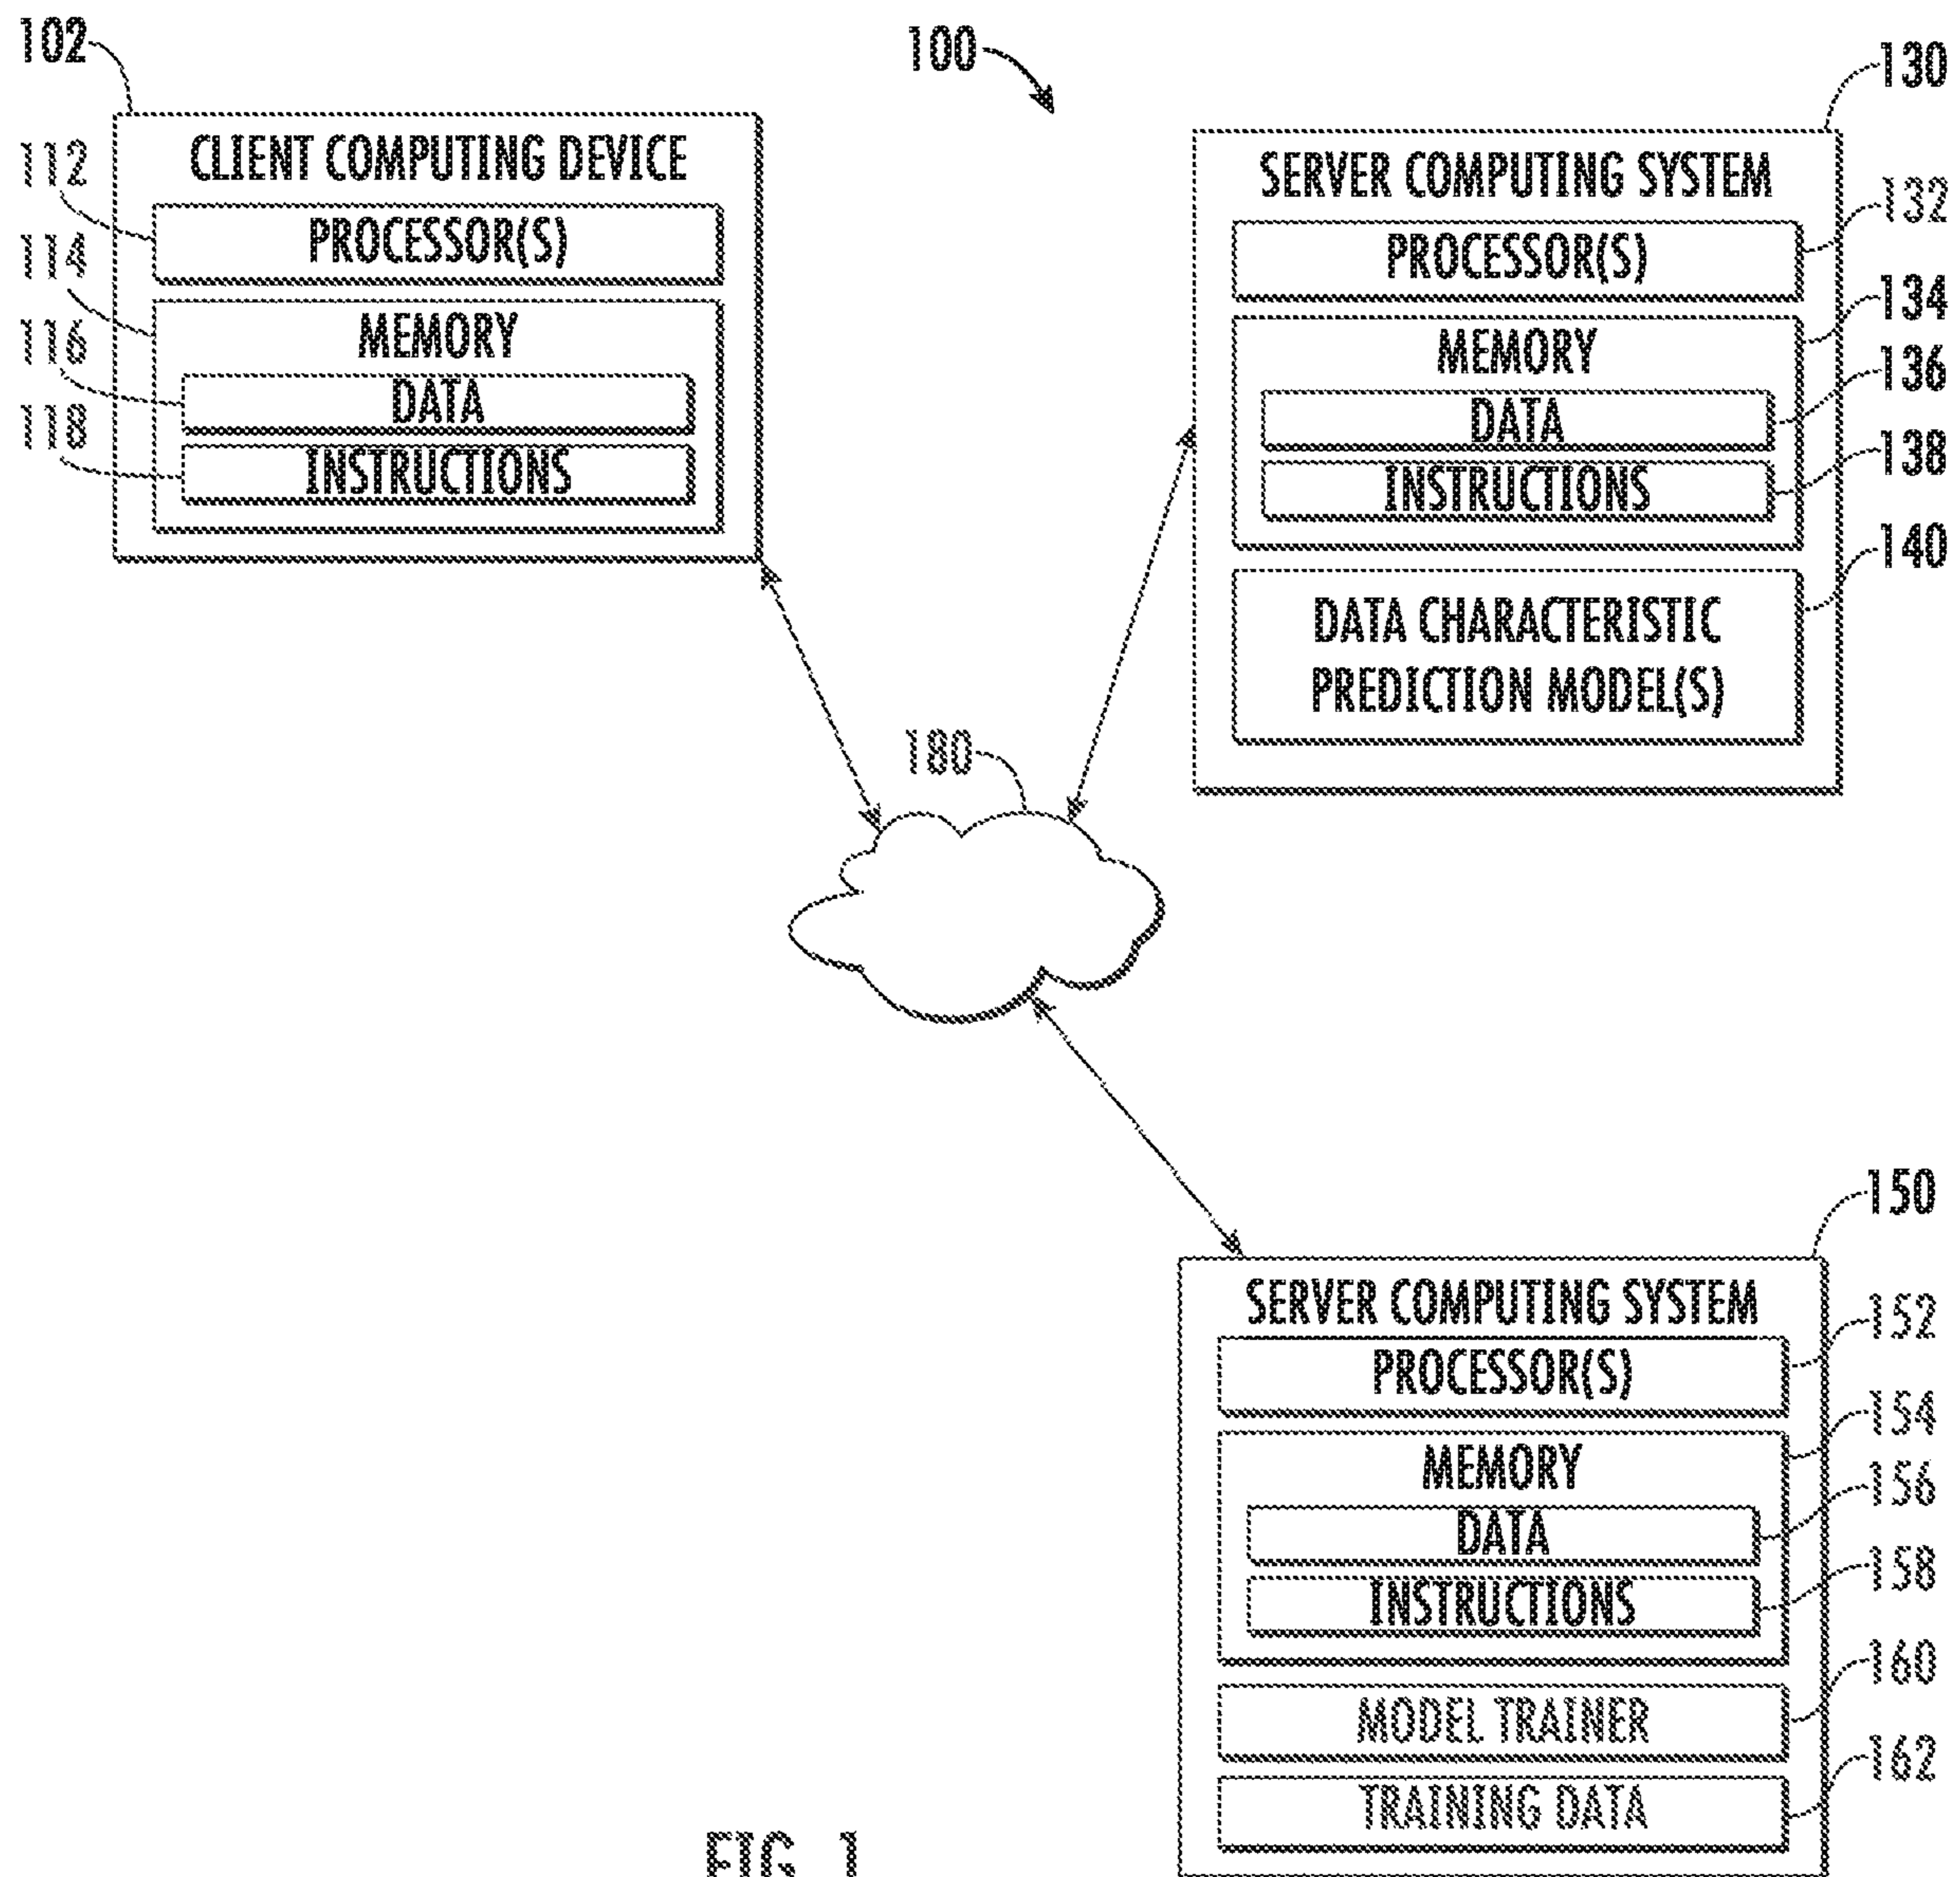 102
100
130
CLIENT COMPUTING DEVICE
112
PROCESSOR(S)
114
MEMORY
116
DATA
118
INSTRUCTIONS
SERVER COMPUTING SYSTEM
132
PROCESSOR(S)
134
MEMORY
136
DATA
138
INSTRUCTIONS
140
DATA CHARACTERISTIC
PREDICTION MODEL(S)
180
150
SERVER COMPUTING SYSTEM
152
PROCESSOR(S)
154
MEMORY
156
DATA
158
INSTRUCTIONS
160
MODEL TRAINER
162
TRAINING DATA
FIG. 1